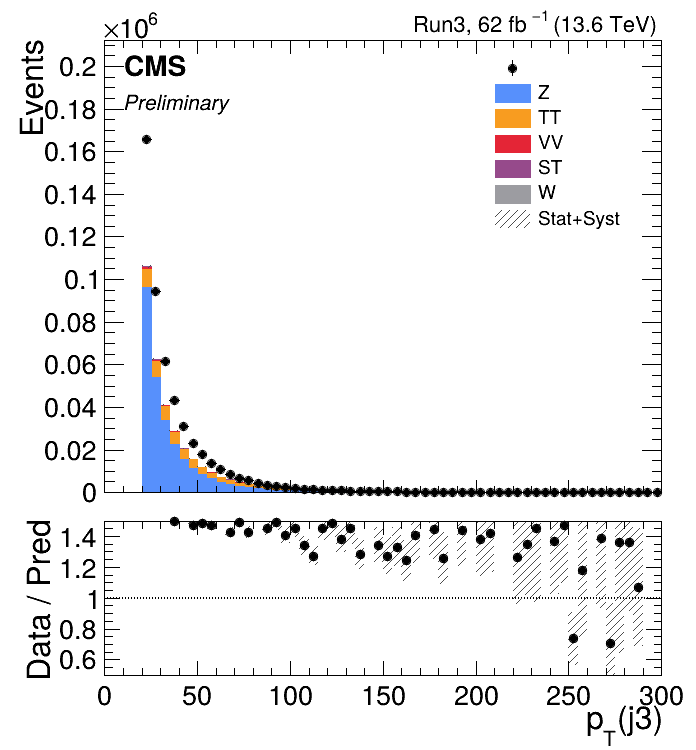 ×10⁶
Run3, 62 fb⁻¹ (13.6 TeV)
Events
0.2
0.18
0.16
0.14
0.12
0.1
0.08
0.06
0.04
0.02
0
CMS
Preliminary
Z
TT
VV
ST
W
Stat+Syst
Data / Pred
1.4
1.2
1
0.8
0.6
0 50 100 150 200 250 300
p_T(j3)